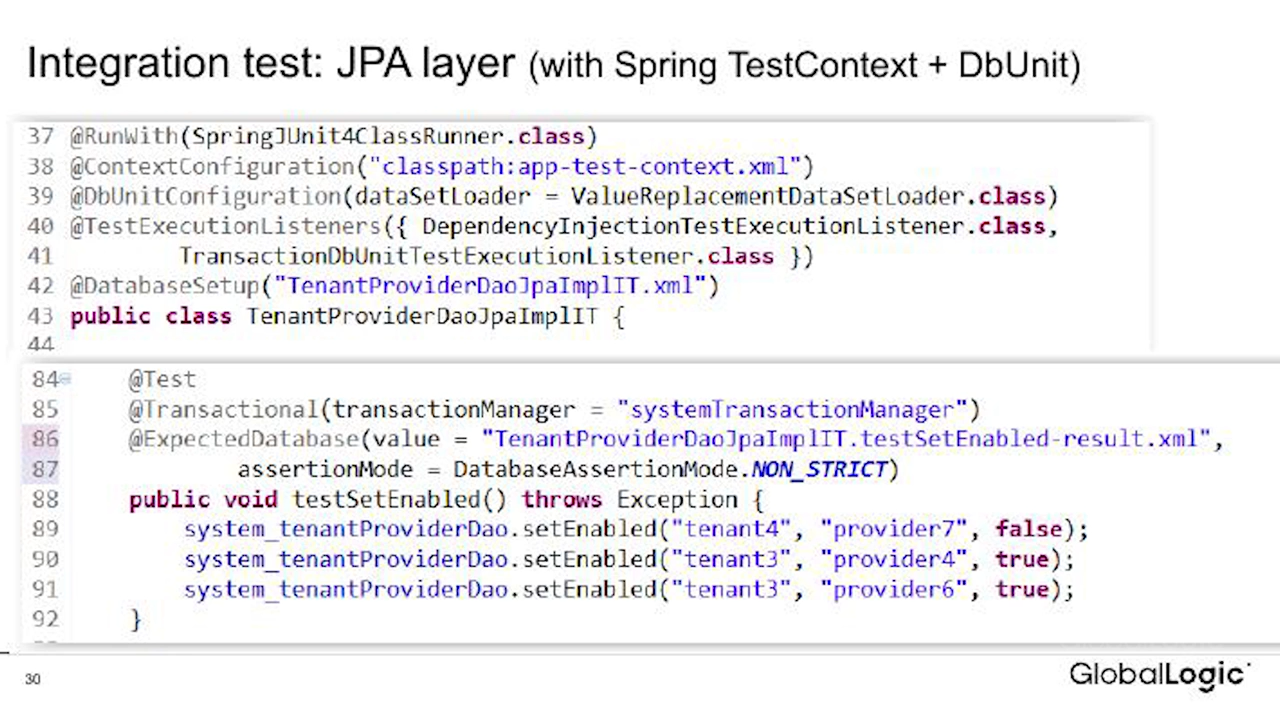 Integration test: JPA layer (with Spring TestContext + DbUnit)
37 @RunWith(SpringJUnit4ClassRunner.class)
38 @ContextConfiguration("classpath:app-test-context.xml")
39 @DbUnitConfiguration(dataSetLoader = ValueReplacementDataSetLoader.class)
40 @TestExecutionListeners({ DependencyInjectionTestExecutionListener.class,
41         TransactionDbUnitTestExecutionListener.class })
42 @DatabaseSetup("TenantProviderDaoJpaImplIT.xml")
43 public class TenantProviderDaoJpaImplIT {
44
84     @Test
85     @Transactional(transactionManager = "systemTransactionManager")
86     @ExpectedDatabase(value = "TenantProviderDaoJpaImplIT.testSetEnabled-result.xml",
87             assertionMode = DatabaseAssertionMode.NON_STRICT)
88     public void testSetEnabled() throws Exception {
89         system_tenantProviderDao.setEnabled("tenant4", "provider7", false);
90         system_tenantProviderDao.setEnabled("tenant3", "provider4", true);
91         system_tenantProviderDao.setEnabled("tenant3", "provider6", true);
92     }
30
GlobalLogic